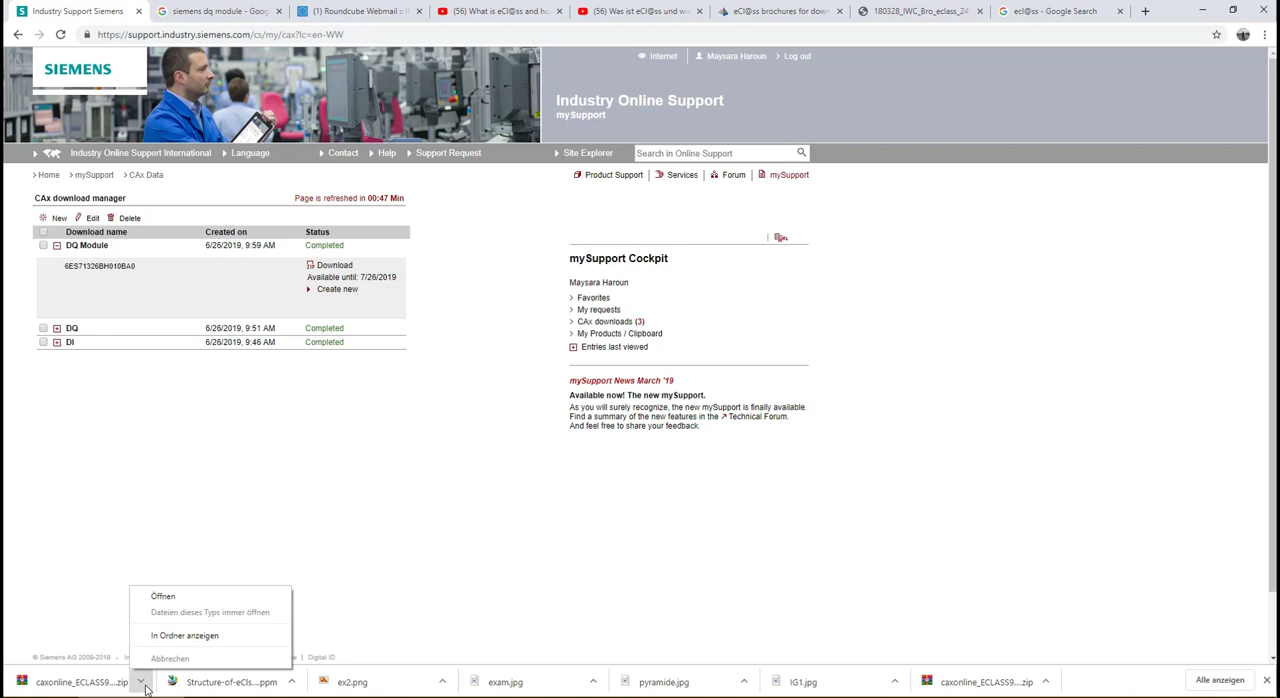 Industry Support Siemens
siemens dq module - Goog
(1) Roundcube Webmail :: I
(56) What is eCl@ss and ho
(56) Was ist eCl@ss und wi
eCl@ss brochures for down
180328_IWC_Bro_eclass_24
ecl@ss - Google Search
https://support.industry.siemens.com/cs/my/cax?lc=en-WW
SIEMENS
Internet Maysara Haroun Log out
Industry Online Support
mySupport
Industry Online Support International Language Contact Help Support Request Site Explorer Search in Online Support
Home mySupport CAx Data
Product Support Services Forum mySupport
CAx download manager Page is refreshed in 00:47 Min
New Edit Delete
Download name Created on Status
DQ Module 6/26/2019, 9:59 AM Completed
6ES71326BH010BA0 Download
Available until: 7/26/2019
Create new
DQ 6/26/2019, 9:51 AM Completed
DI 6/26/2019, 9:46 AM Completed
mySupport Cockpit
Maysara Haroun
Favorites
My requests
CAx downloads (3)
My Products / Clipboard
Entries last viewed
mySupport News March '19
Available now! The new mySupport.
As you will surely recognize, the new mySupport is finally available.
Find a summary of the new features in the Technical Forum.
And feel free to share your feedback.
Öffnen
Dateien dieses Typs immer öffnen
In Ordner anzeigen
Abbrechen
© Siemens AG 2009-2019 Digital ID
caxonline_ECLASS9....zip
Structure-of-eCls....ppm
ex2.png
exam.jpg
pyramide.jpg
IG1.jpg
caxonline_ECLASS9....zip
Alle anzeigen